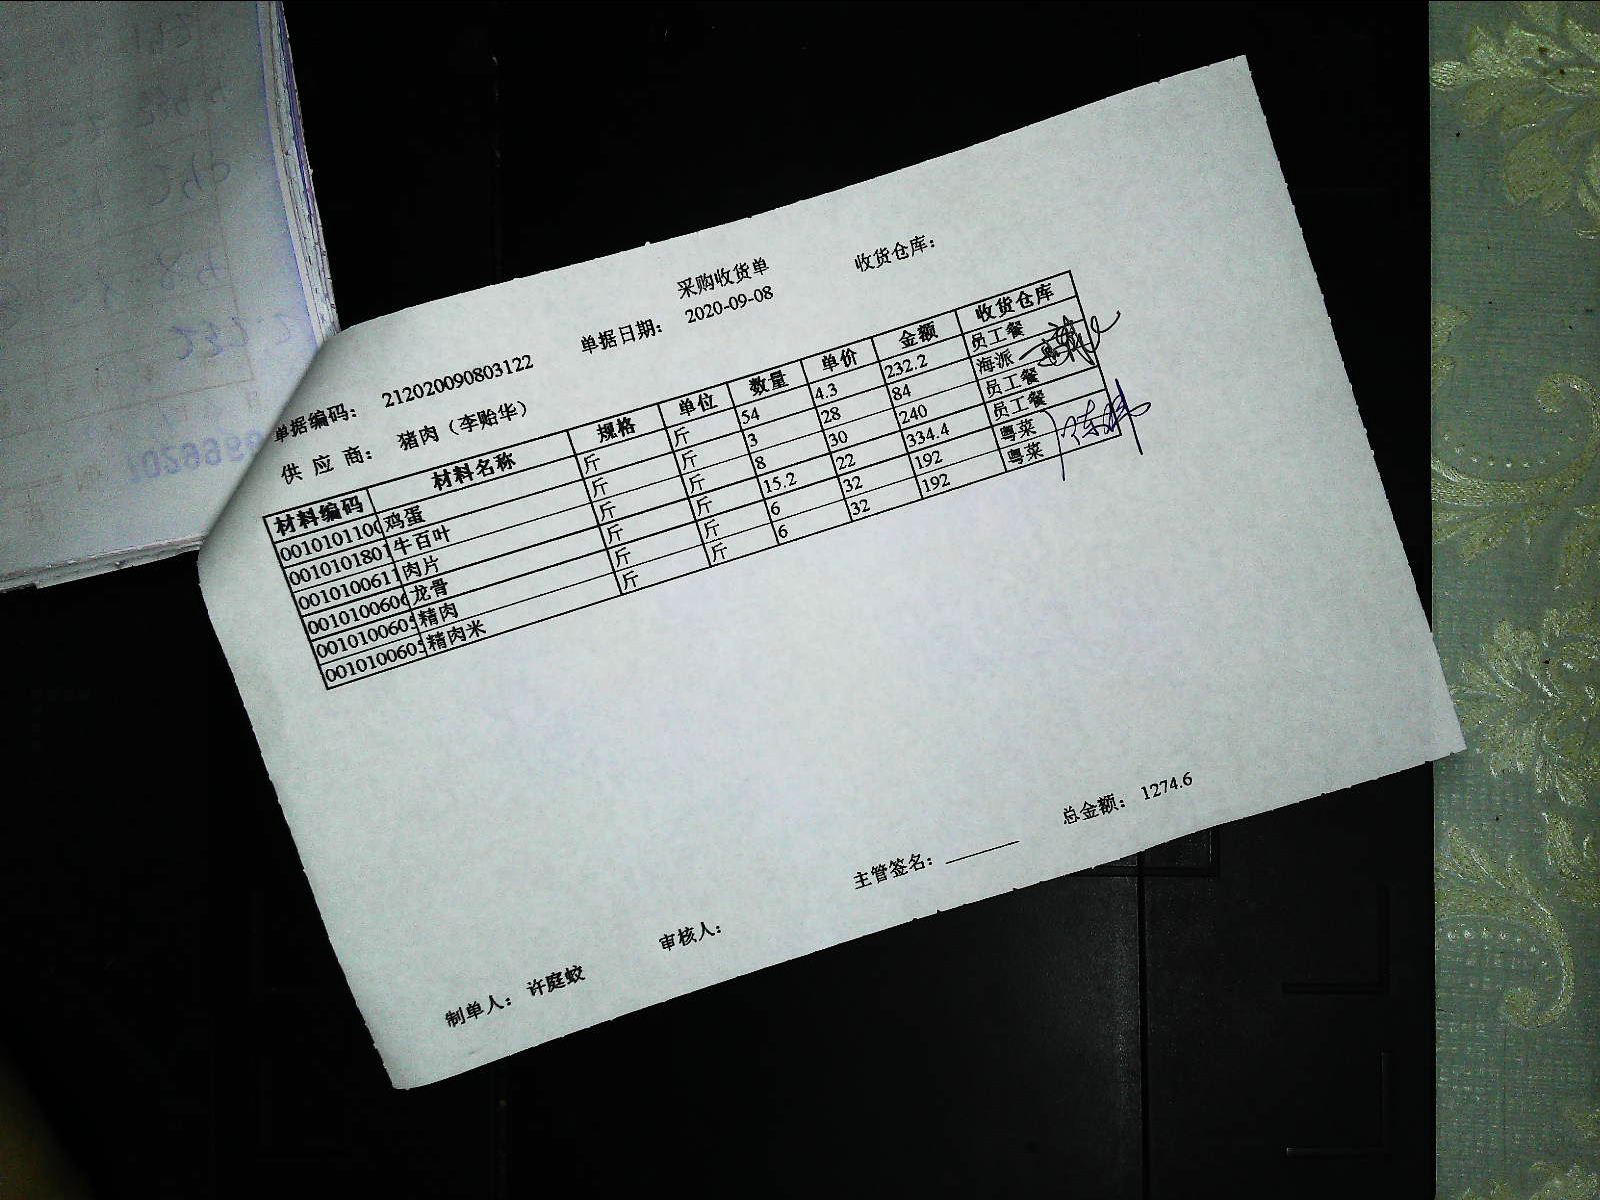 采购收货单
收货仓库：
单据编码： 212020090803122 单据日期： 2020-09-08
供 应 商： 猪肉（李贻华）
材料编码 材料名称 规格 单位 数量 单价 金额 收货仓库
0010101100 鸡蛋 斤 斤 54 4.3 232.2 员工餐
0010101801 牛百叶 斤 斤 3 28 84 海派
0010100611 肉片 斤 斤 8 30 240 员工餐
001010060 龙骨 斤 斤 15.2 22 334.4 员工餐
001010060 精肉 斤 斤 6 32 192 粤菜
001010060 精肉米 斤 斤 6 32 192 粤菜
总金额： 1274.6
制单人： 许庭蛟 审核人： 主管签名：